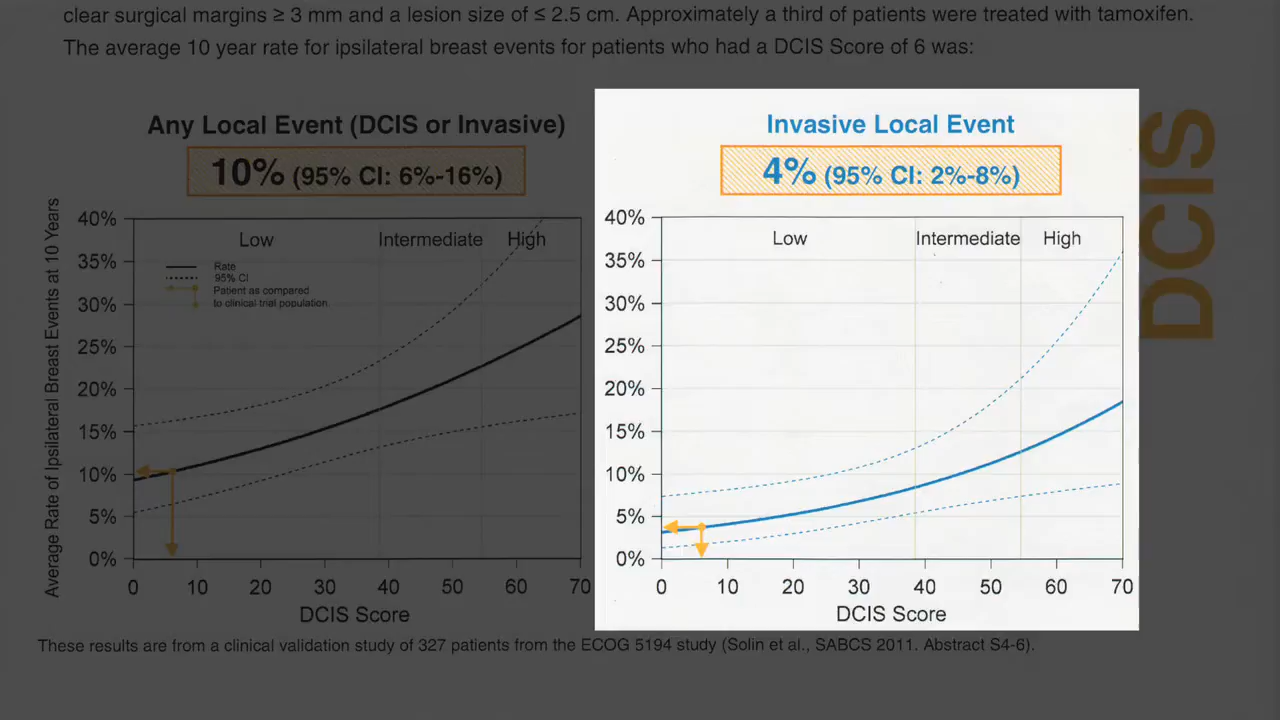 clear surgical margins ≥ 3 mm and a lesion size of ≤ 2.5 cm. Approximately a third of patients were treated with tamoxifen.
The average 10 year rate for ipsilateral breast events for patients who had a DCIS Score of 6 was:
Any Local Event (DCIS or Invasive)
10% (95% CI: 6%-16%)
Average Rate of Ipsilateral Breast Events at 10 Years
40%
35%
30%
25%
20%
15%
10%
5%
0%
Low Intermediate High
Rate
95% CI
Patient as compared
to clinical trial population.
0 10 20 30 40 50 60 70
DCIS Score
Invasive Local Event
4% (95% CI: 2%-8%)
40%
35%
30%
25%
20%
15%
10%
5%
0%
Low Intermediate High
0 10 20 30 40 50 60 70
DCIS Score
DCIS
These results are from a clinical validation study of 327 patients from the ECOG 5194 study (Solin et al., SABCS 2011. Abstract S4-6).